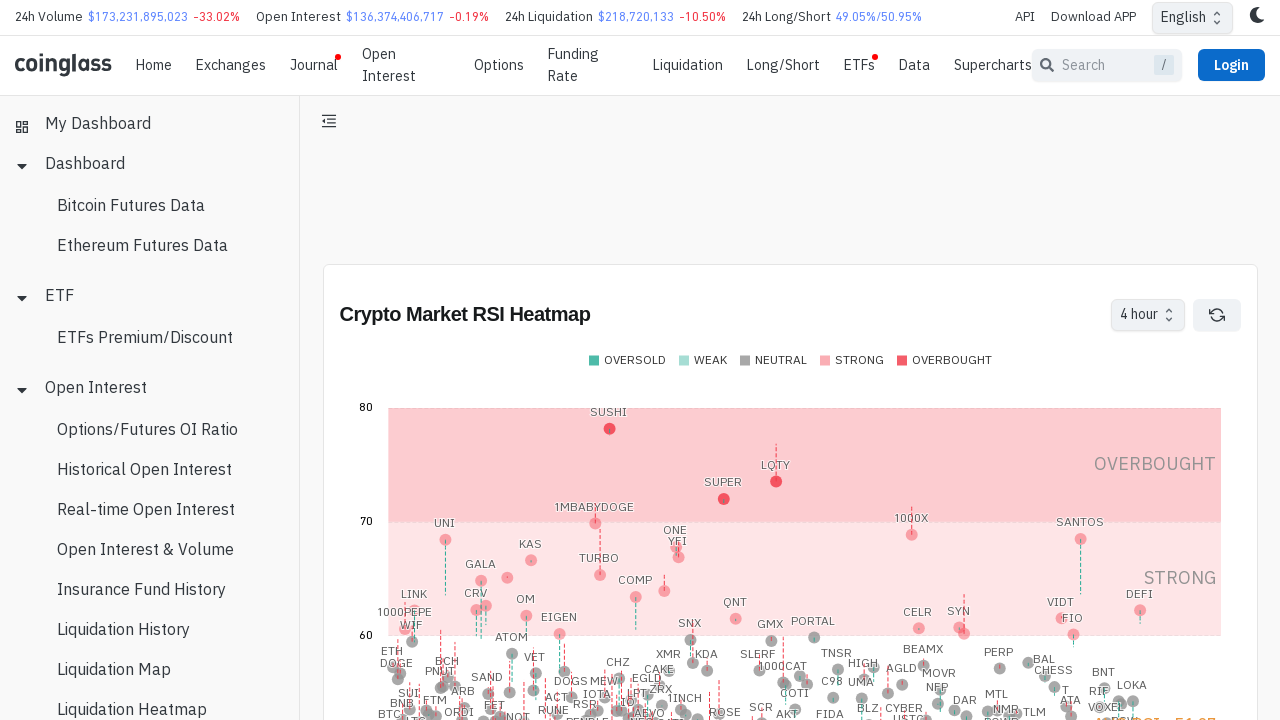 24h Volume $173,231,895,023 -33.02% Open Interest $136,374,406,717 -0.19% 24h Liquidation $218,720,133 -10.50% 24h Long/Short 49.05%/50.95% API Download APP English
coinglass Home Exchanges Journal Open Interest Options Funding Rate Liquidation Long/Short ETFs Data Supercharts Search / Login
My Dashboard
Dashboard
Bitcoin Futures Data
Ethereum Futures Data
ETF
ETFs Premium/Discount
Open Interest
Options/Futures OI Ratio
Historical Open Interest
Real-time Open Interest
Open Interest & Volume
Insurance Fund History
Liquidation History
Liquidation Map
Liquidation Heatmap
Crypto Market RSI Heatmap 4 hour
OVERSOLD WEAK NEUTRAL STRONG OVERBOUGHT
80
SUSHI
LQTY OVERBOUGHT
SUPER
1MBABYDOGE
70 UNI 1000X SANTOS
ONE
KAS YFI
GALA TURBO
COMP STRONG
LINK CRV OM QNT VIDT DEFI
1000PEPE EIGEN CELR SYN FIO
WIF SNX GMX PORTAL
60
ATOM
ETH VET XMR KDA SLERF TNSR BEAMX PERP BAL
DOGE BCH CHZ 1000CAT HIGH AGLD CHESS
PNUT SAND CAKE MOVR BNT
DOGS MEW EGLD C98 UMA NFP LOKA
SUI ARB ACT IOTA ZRX COTI MTL RIF
BNB FTM FET RSR 1INCH DAR ATA
BTC ORDI NOT RUNE ROSE SCR AKT FIDA BLZ CYBER NMR TLM VOXEL